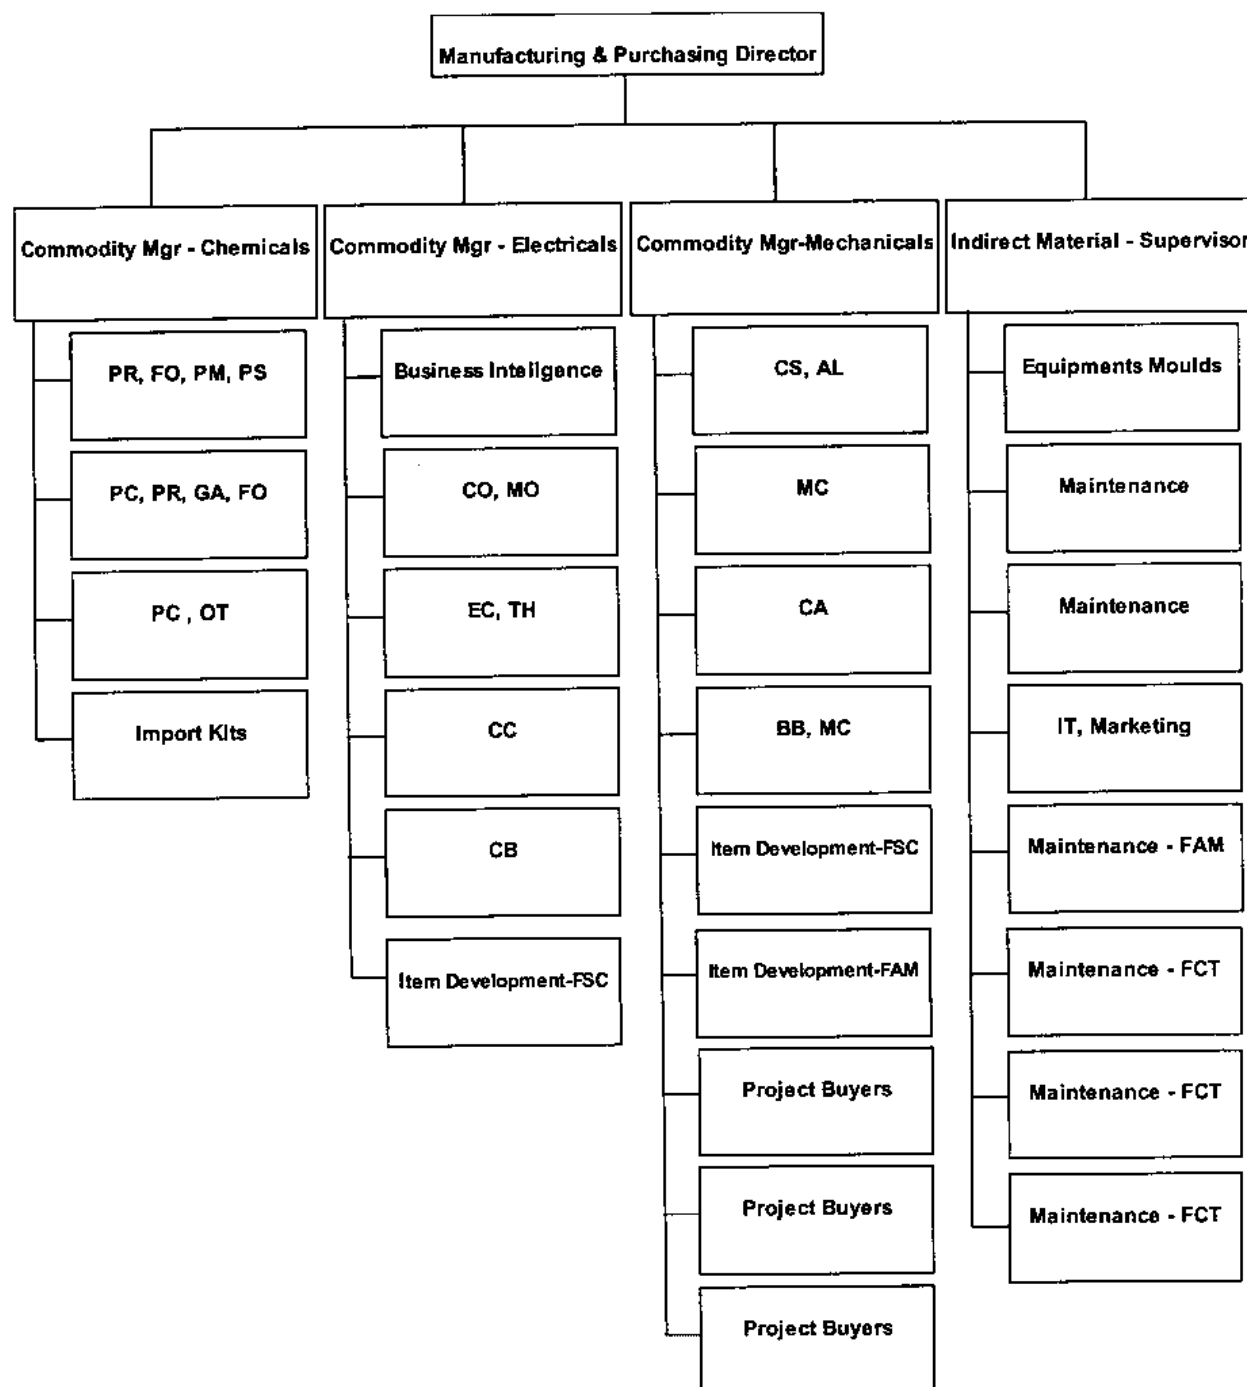 Manufacturing & Purchasing Director
Commodity Mgr - Chemicals
Commodity Mgr - Electricals
Commodity Mgr-Mechanicals
Indirect Material - Supervisor
PR, FO, PM, PS
PC, PR, GA, FO
PC , OT
Import Kits
Business Inteligence
CO, MO
EC, TH
CC
CB
Item Development-FSC
CS, AL
MC
CA
BB, MC
Item Development-FSC
Item Development-FAM
Project Buyers
Project Buyers
Project Buyers
Equipments Moulds
Maintenance
Maintenance
IT, Marketing
Maintenance - FAM
Maintenance - FCT
Maintenance - FCT
Maintenance - FCT